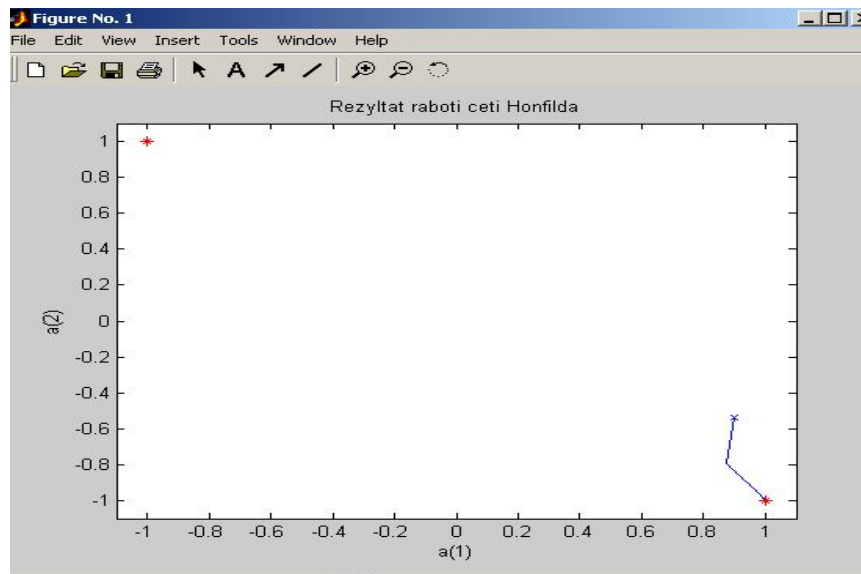 Figure No. 1
File Edit View Insert Tools Window Help
A
Rezyltat raboti ceti Honfilda
1
0.8
0.6
0.4
0.2
0
-0.2
-0.4
-0.6
-0.8
-1
a(2)
-1 -0.8 -0.6 -0.4 -0.2 0 0.2 0.4 0.6 0.8 1
a(1)